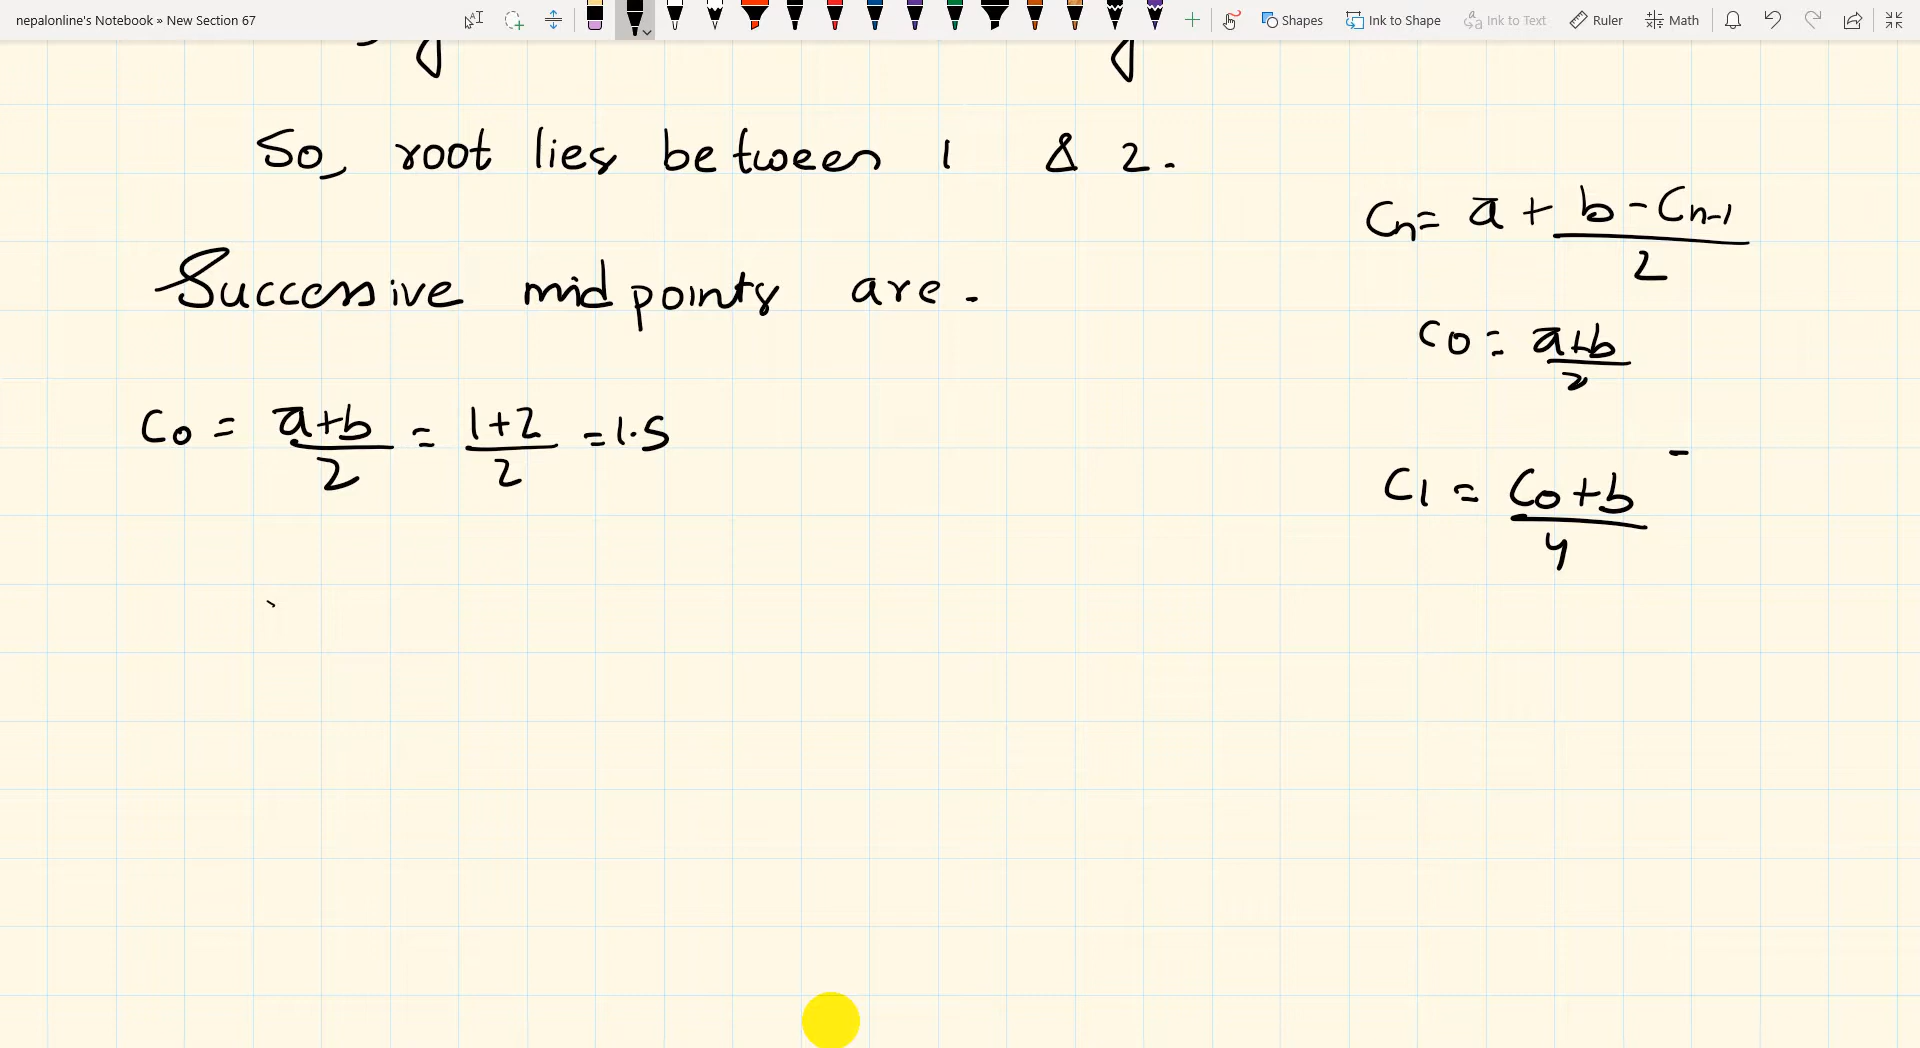 nepalonline's Notebook » New Section 67
Shapes Ink to Shape Ink to Text Ruler Math
So, root lies between 1 & 2.
Successive midpoints are.
C0 = a+b/2 = 1+2/2 = 1.5
Cn = a + b - Cn-1/2
C0 = a+b/2
C1 = C0+b/4 -